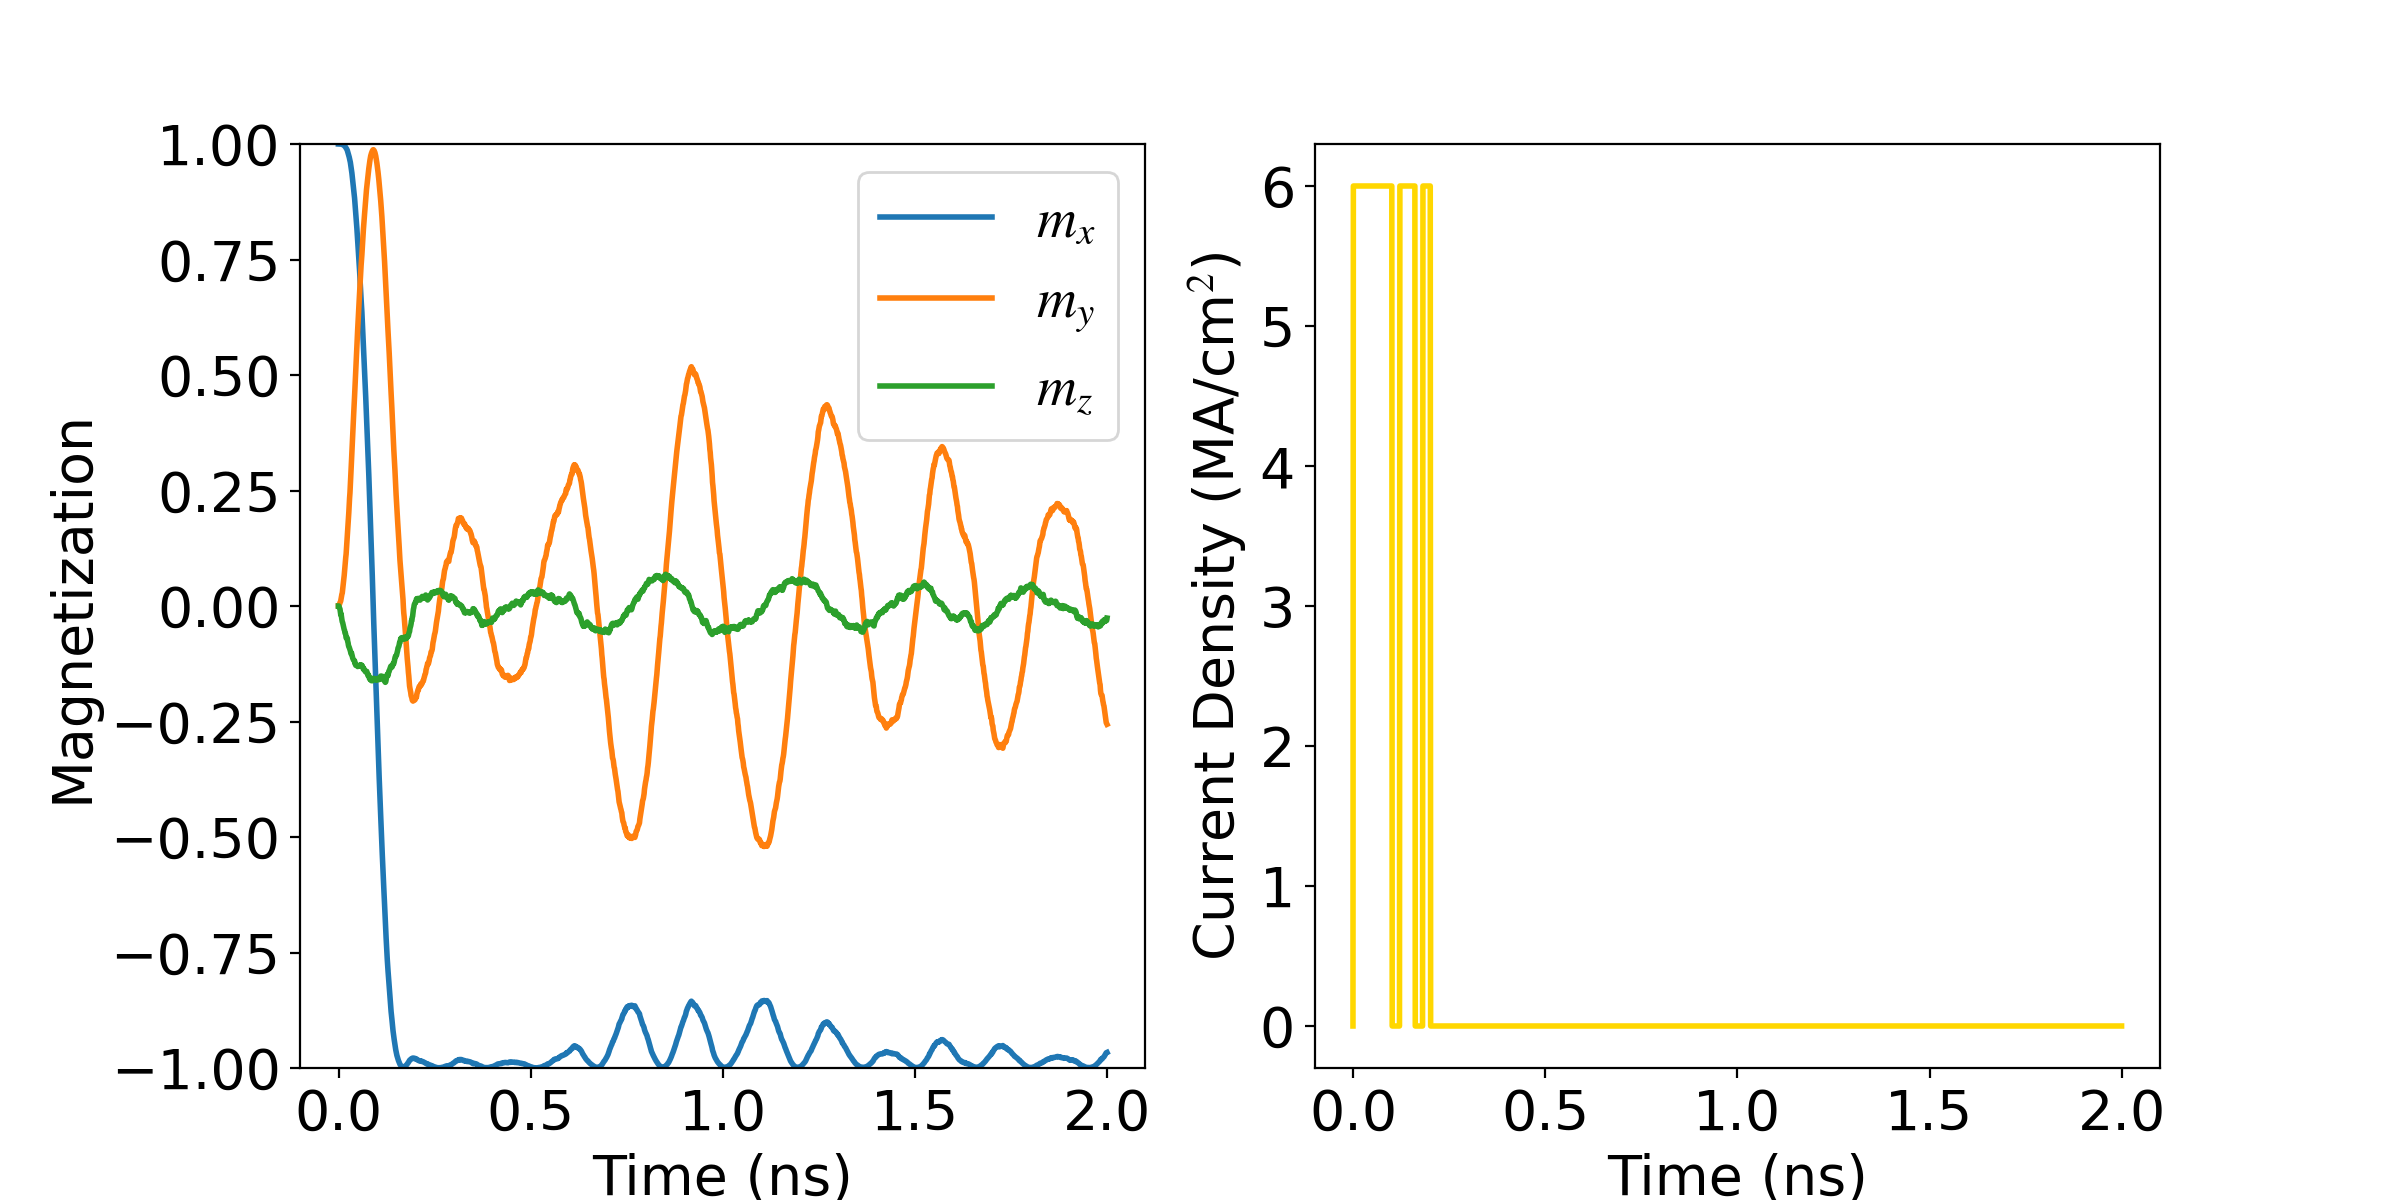 Magnetization
1.00
0.75
0.50
0.25
0.00
−0.25
−0.50
−0.75
−1.00
0.0 0.5 1.0 1.5 2.0
Time (ns)
m_x
m_y
m_z
Current Density (MA/cm²)
6
5
4
3
2
1
0
0.0 0.5 1.0 1.5 2.0
Time (ns)